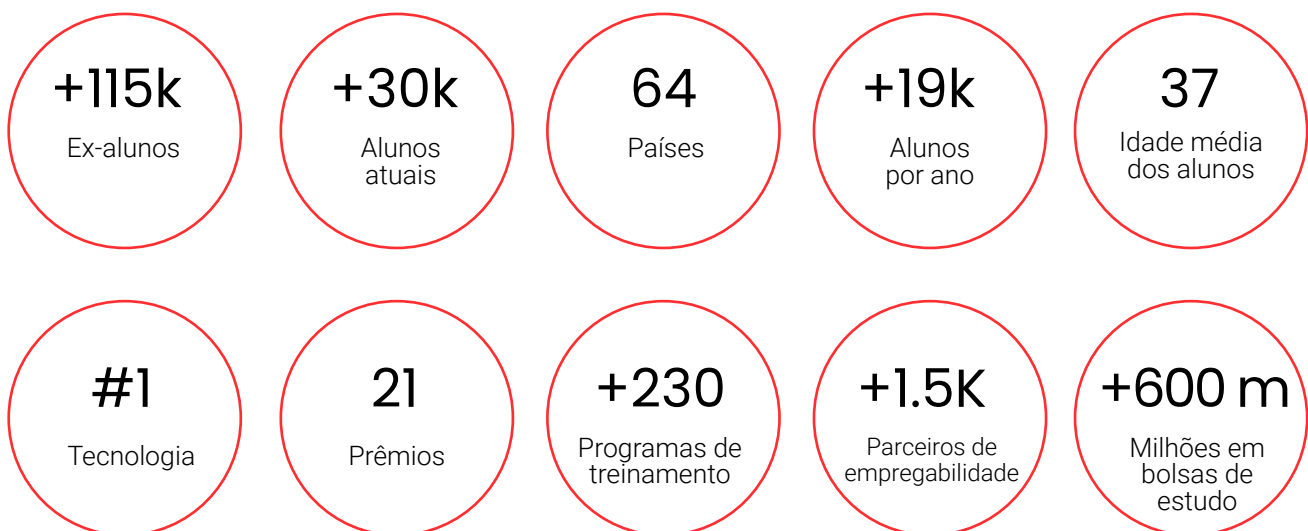 +115k
Ex-alunos
+30k
Alunos
atuais
64
Países
+19k
Alunos
por ano
37
Idade média
dos alunos
#1
Tecnologia
21
Prêmios
+230
Programas de
treinamento
+1.5K
Parceiros de
empregabilidade
+600 m
Milhões em
bolsas de
estudo